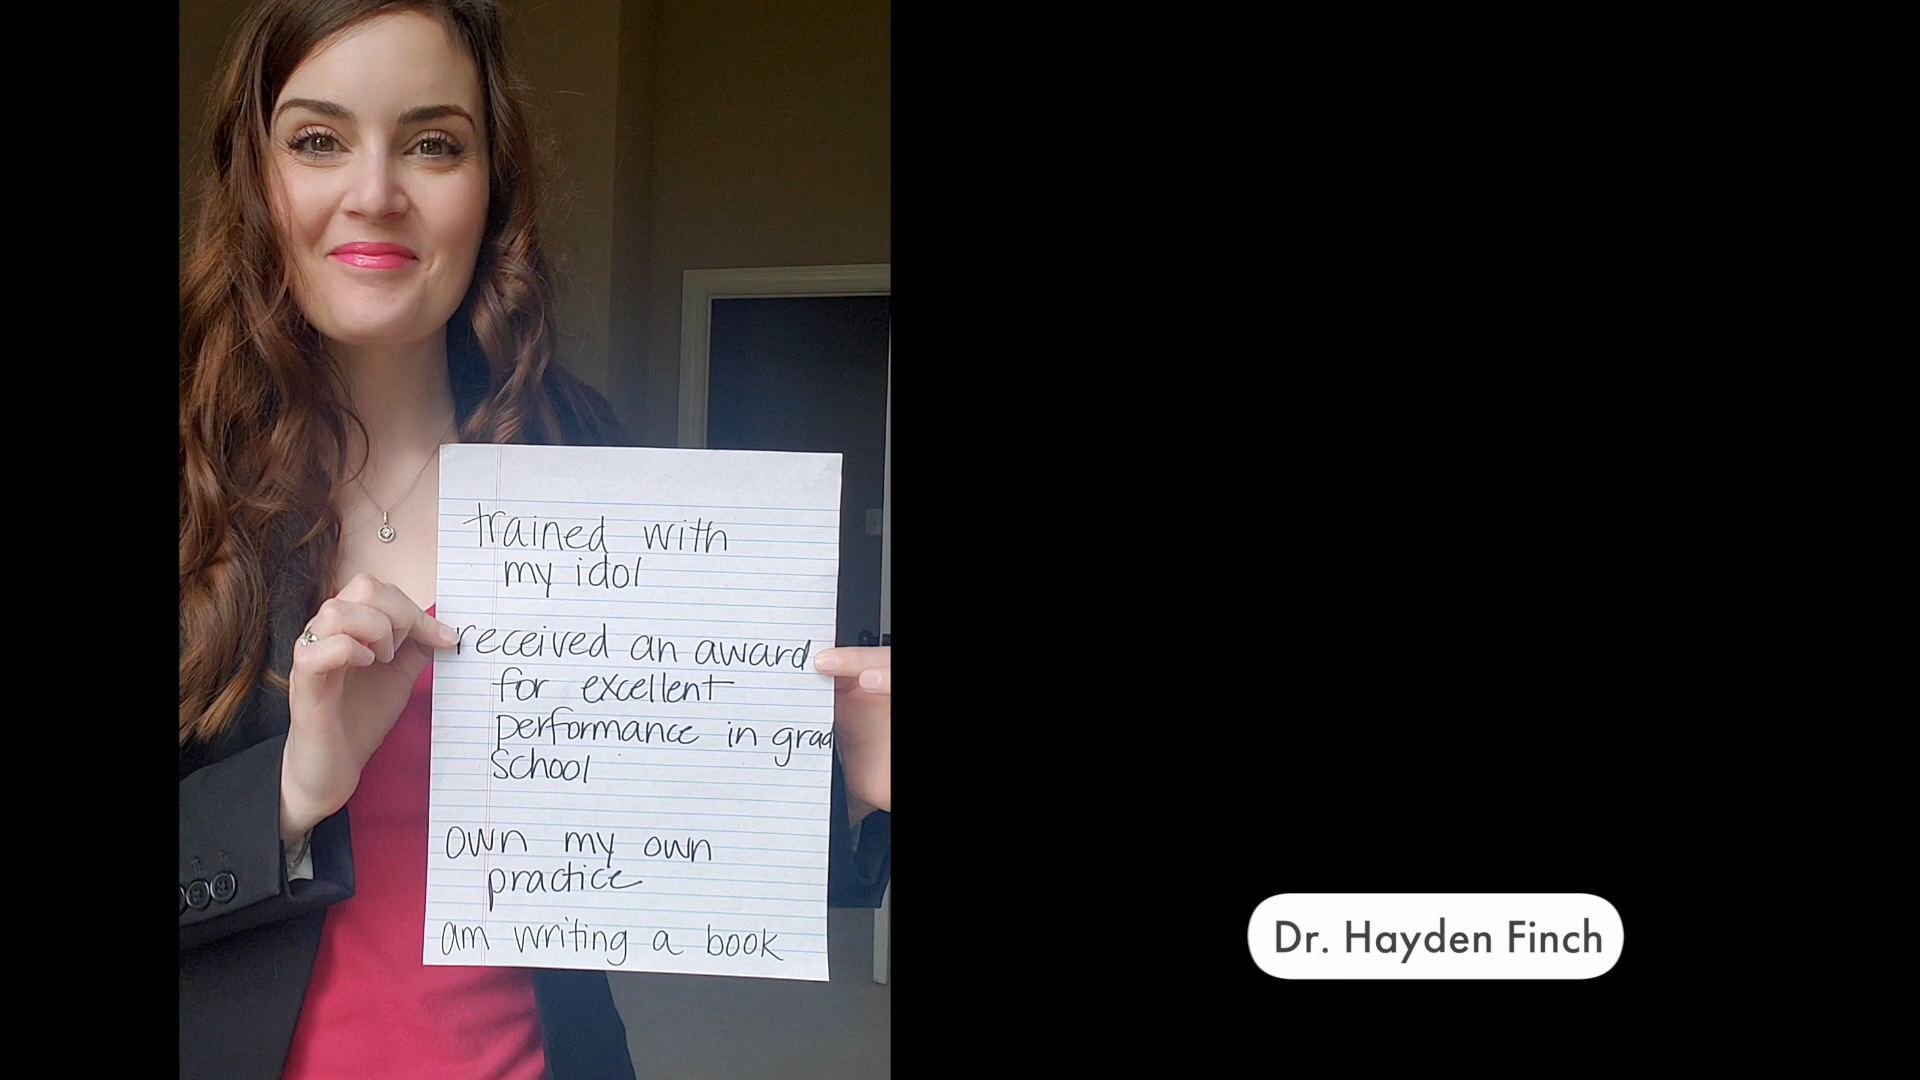 trained with
my idol
received an award
for excellent
performance in grad
school
own my own
practice
am writing a book
Dr. Hayden Finch